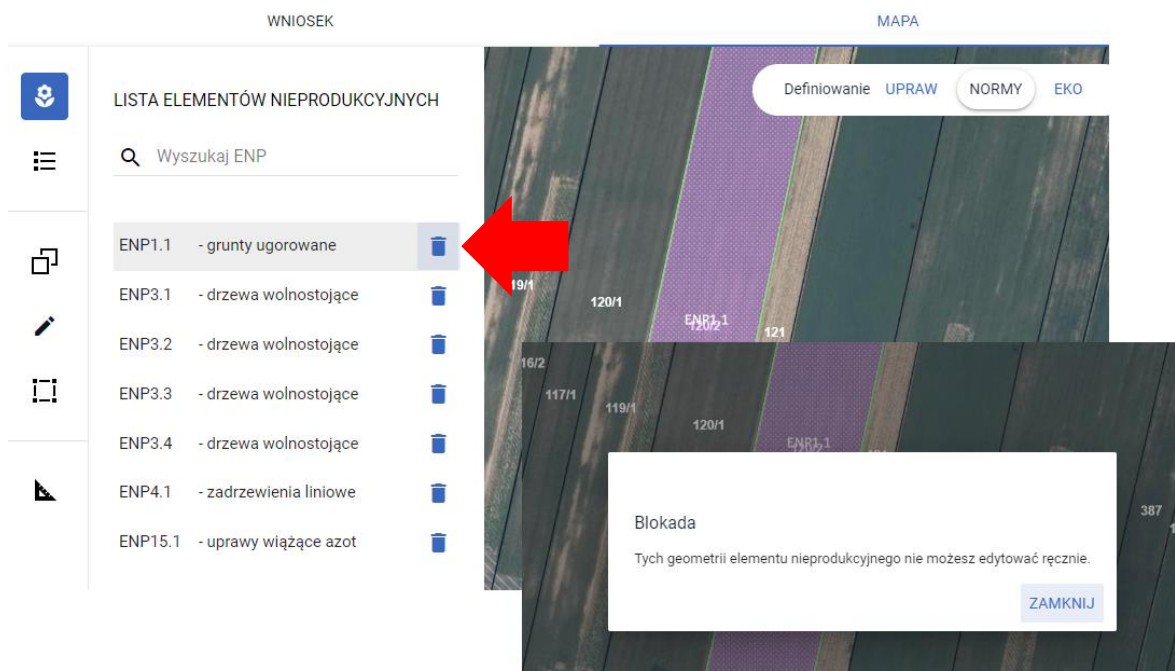 WNIOSEK
MAPA
LISTA ELEMENTÓW NIEPRODUKCYJNYCH
Wyszukaj ENP
ENP1.1 - grunty ugorowane
ENP3.1 - drzewa wolnostojące
ENP3.2 - drzewa wolnostojące
ENP3.3 - drzewa wolnostojące
ENP3.4 - drzewa wolnostojące
ENP4.1 - zadrzewienia liniowe
ENP15.1 - uprawy wiążące azot
Definiowanie UPRAW NORMY EKO
19/1
120/1
ENP1.1
120/2
121
16/2
117/1
119/1
120/1
ENP1.1
387
Blokada
Tych geometrii elementu nieprodukcyjnego nie możesz edytować ręcznie.
ZAMKNIJ